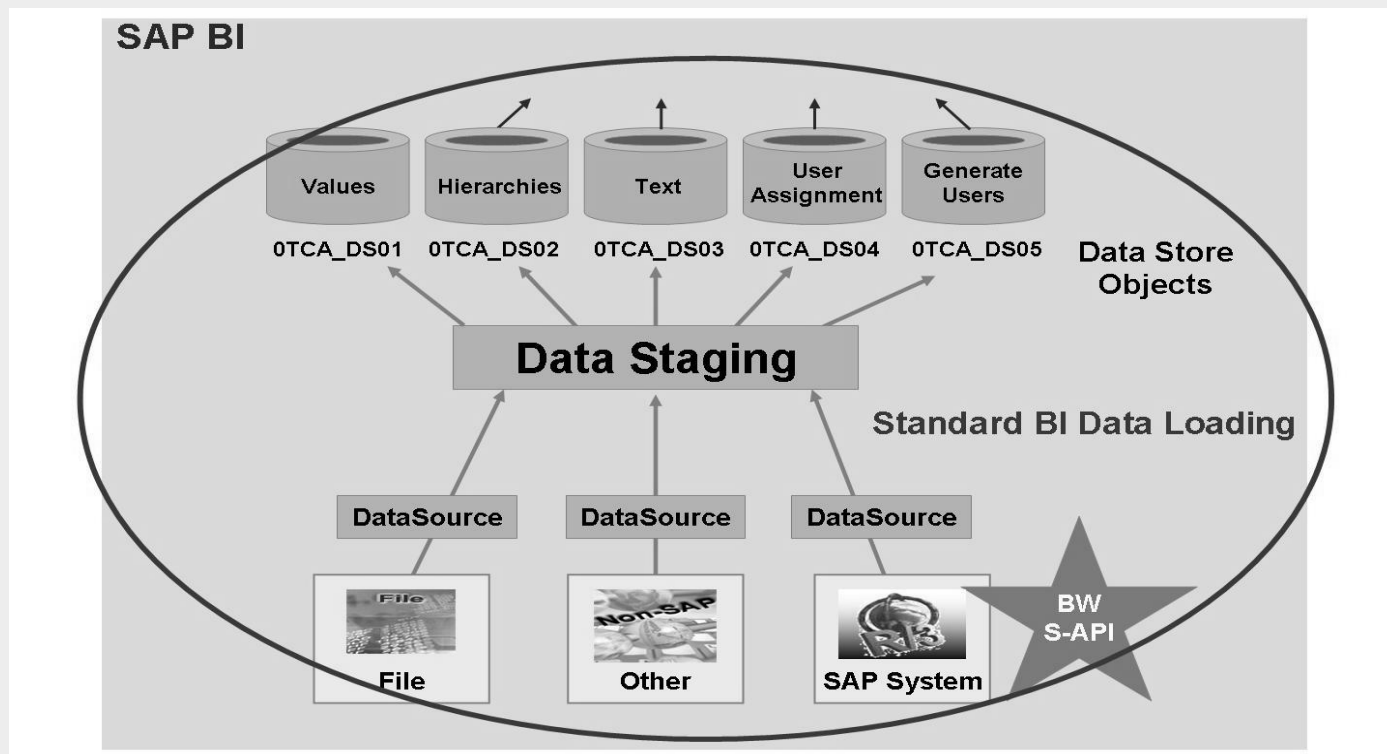 SAP BI
Values
Hierarchies
Text
User
Assignment
Generate
Users
0TCA_DS01
0TCA_DS02
0TCA_DS03
0TCA_DS04
0TCA_DS05
Data Store
Objects
Data Staging
Standard BI Data Loading
DataSource
DataSource
DataSource
File
Non-SAP
R/3
BW
S-API
File
Other
SAP System